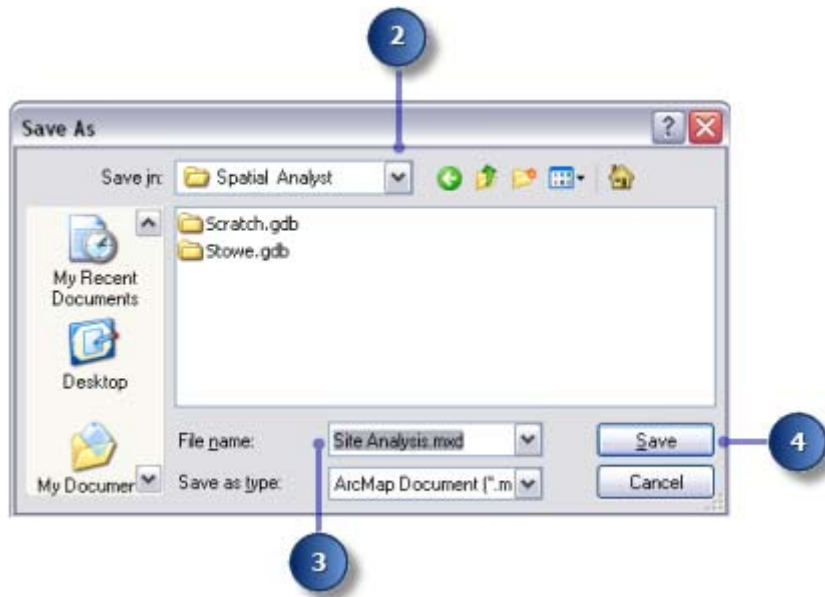 2
Save As
Save in:
Spatial Analyst
Scratch.gdb
Stowe.gdb
My Recent
Documents
Desktop
My Documen
File name:
Site Analysis.mxd
Save
Save as type:
ArcMap Document (*.m
Cancel
4
3